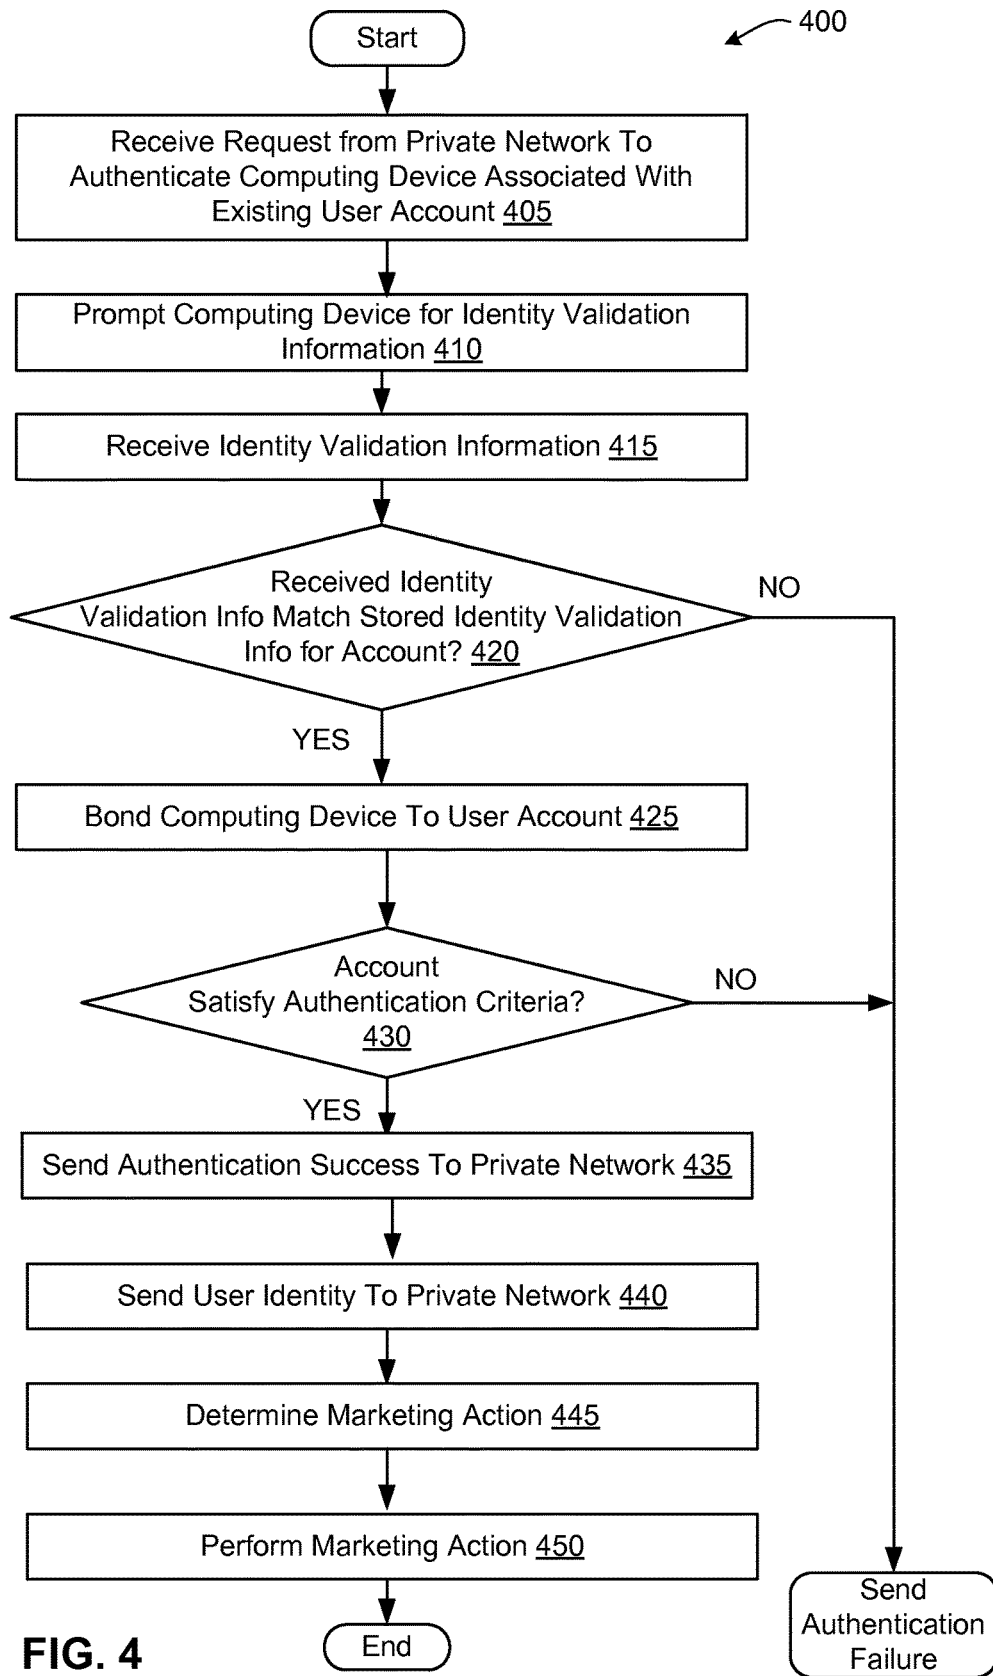 Start
400
Receive Request from Private Network To
Authenticate Computing Device Associated With
Existing User Account 405
Prompt Computing Device for Identity Validation
Information 410
Receive Identity Validation Information 415
Received Identity
Validation Info Match Stored Identity Validation
Info for Account? 420
NO
YES
Bond Computing Device To User Account 425
Account
Satisfy Authentication Criteria?
430
NO
YES
Send Authentication Success To Private Network 435
Send User Identity To Private Network 440
Determine Marketing Action 445
Perform Marketing Action 450
End
Send
Authentication
Failure
FIG. 4